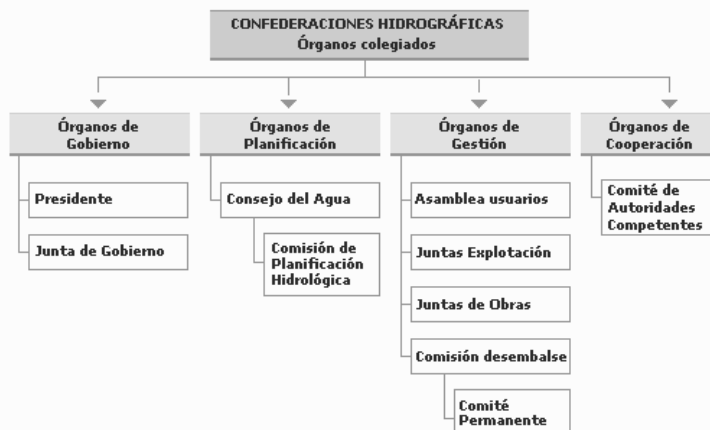 CONFEDERACIONES HIDROGRÁFICAS
Órganos colegiados
Órganos de
Gobierno
Presidente
Junta de Gobierno
Órganos de
Planificación
Consejo del Agua
Comisión de
Planificación
Hidrológica
Órganos de
Gestión
Asamblea usuarios
Juntas Explotación
Juntas de Obras
Comisión desembalse
Comité
Permanente
Órganos de
Cooperación
Comité de
Autoridades
Competentes